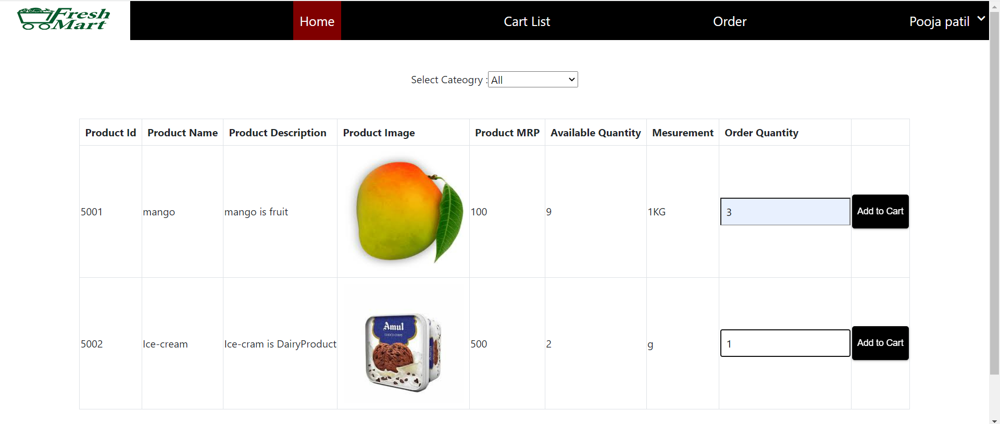 Fresh
Mart
Home
Cart List
Order
Pooja patil
Select Cateogry :
All
Product Id Product Name Product Description Product Image Product MRP Available Quantity Mesurement Order Quantity
5001 mango mango is fruit 100 9 1KG 3 Add to Cart
Amul
CHOCO CHIPS
5002 Ice-cream Ice-cram is DairyProduct 500 2 g 1 Add to Cart